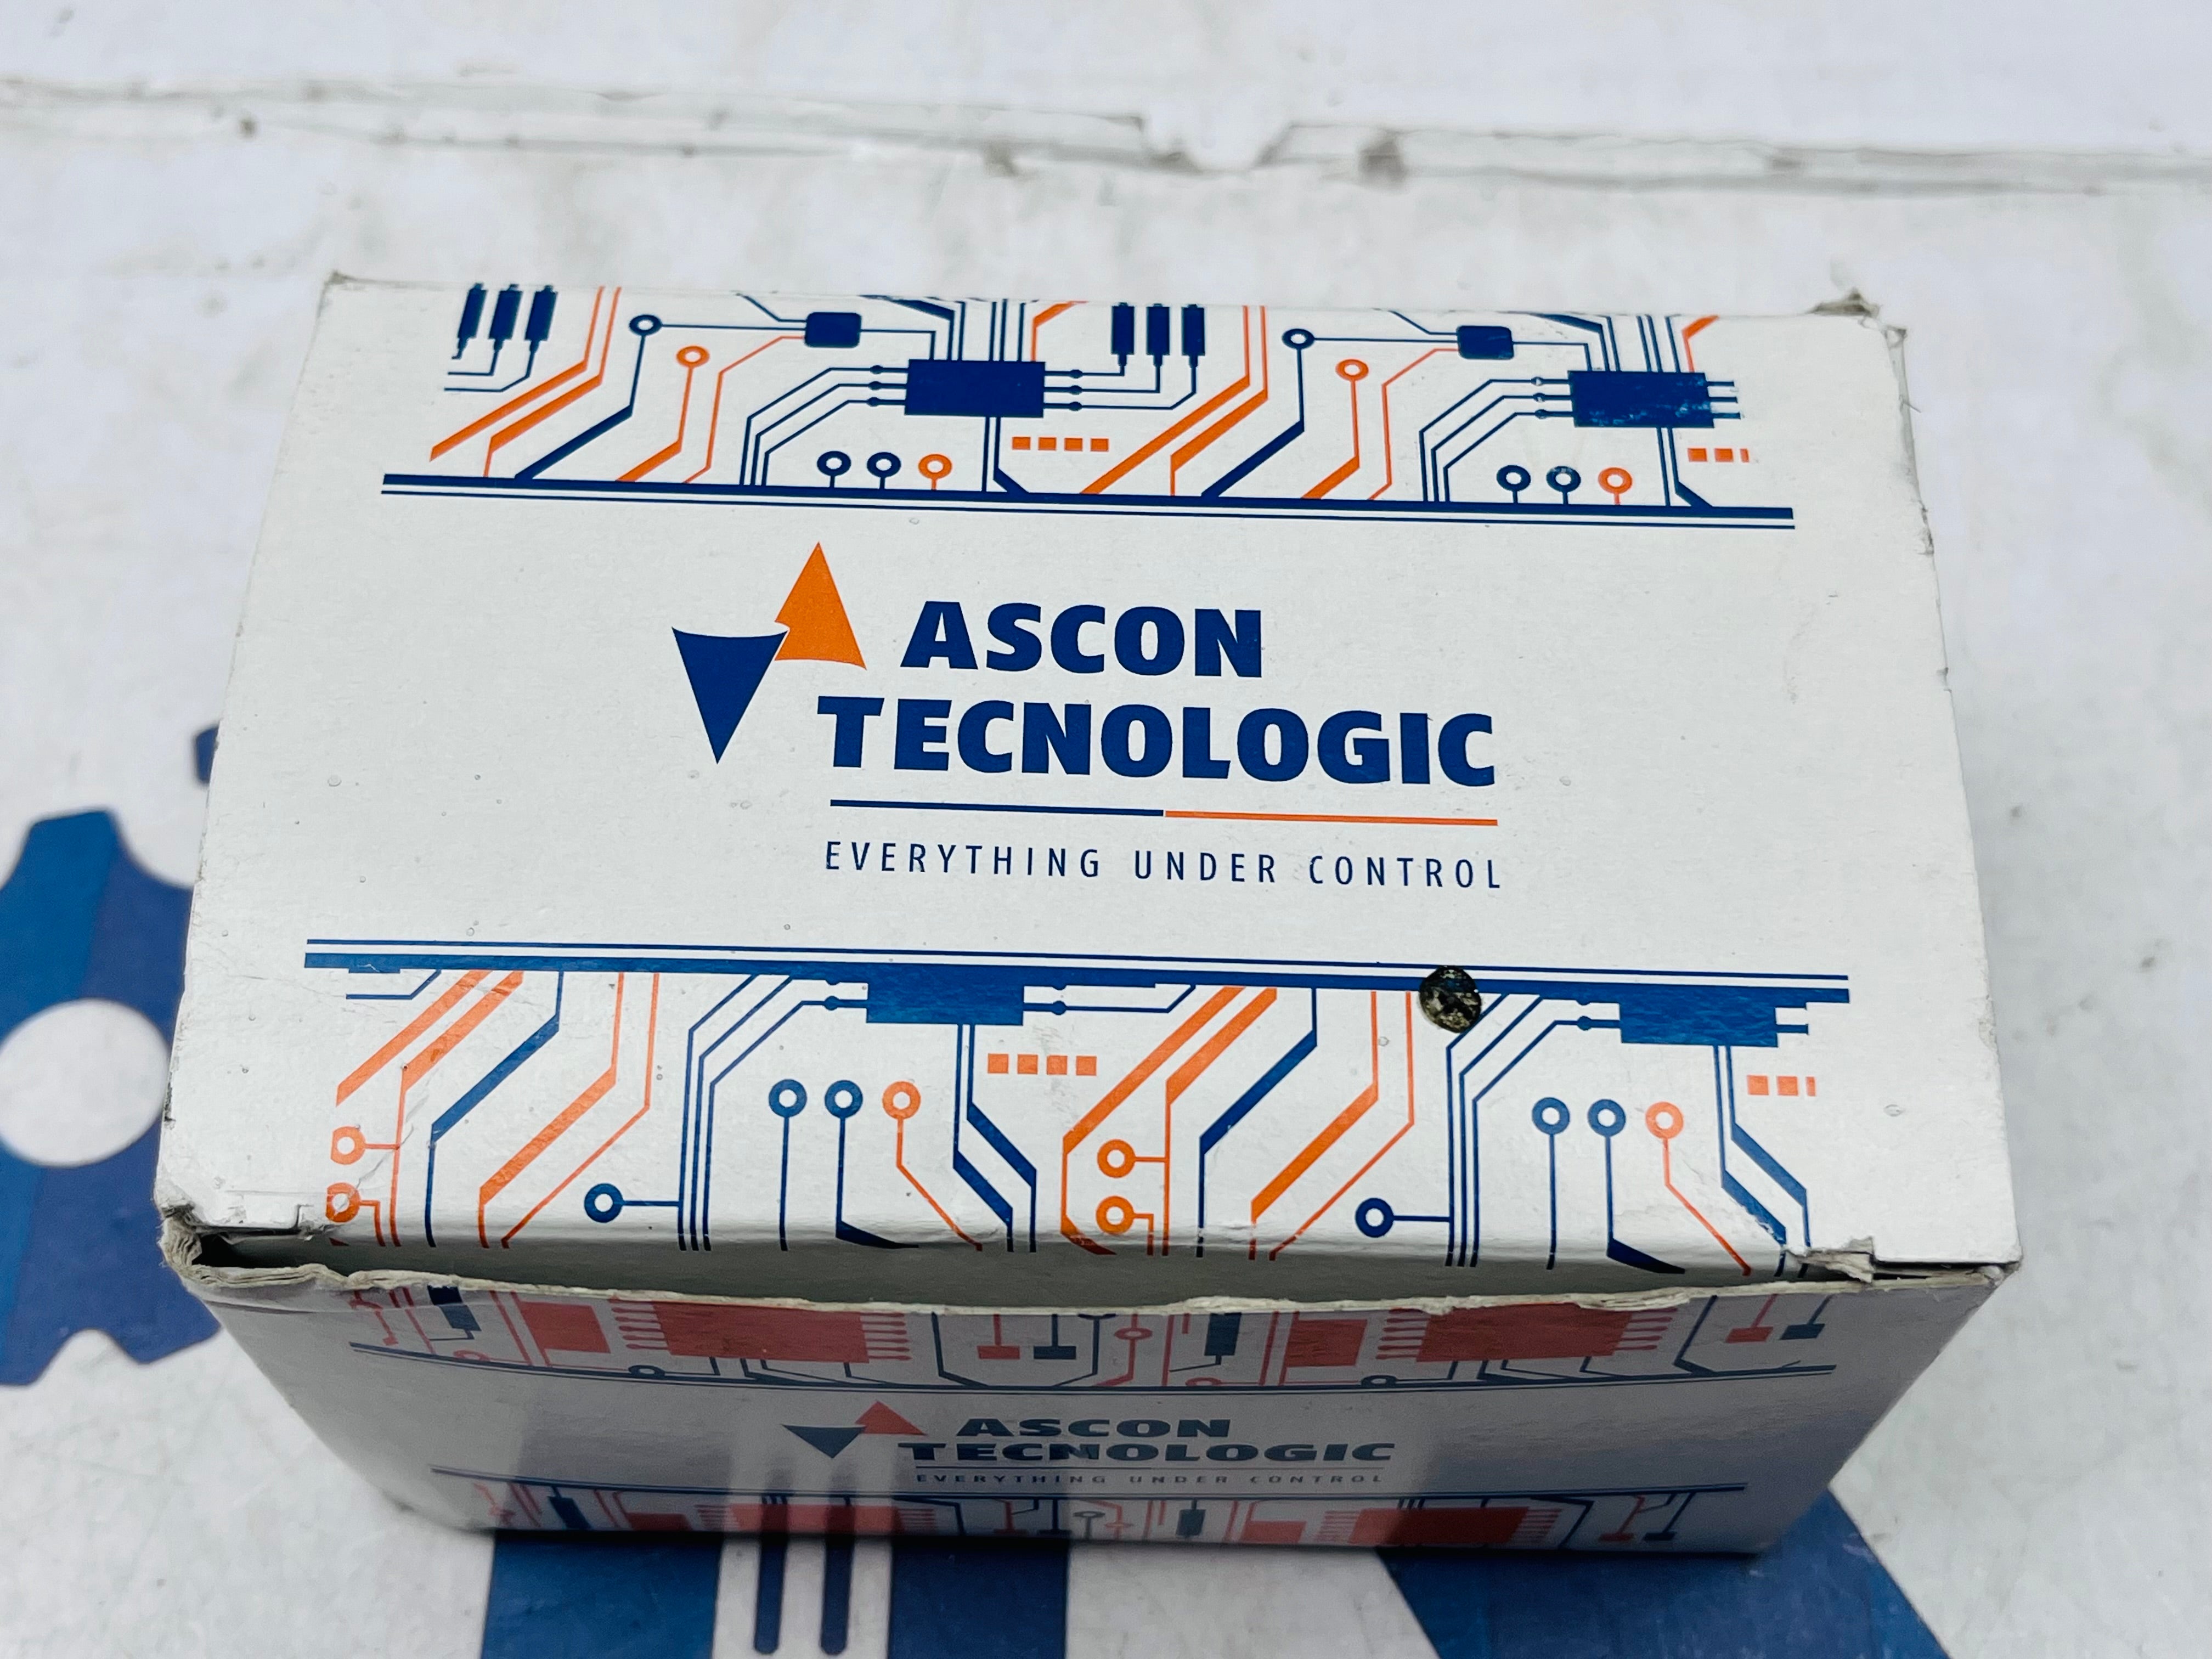 ASCON
TECNOLOGIC
EVERYTHING UNDER CONTROL
ASCON
TECNOLOGIC
EVERYTHING UNDER CONTROL